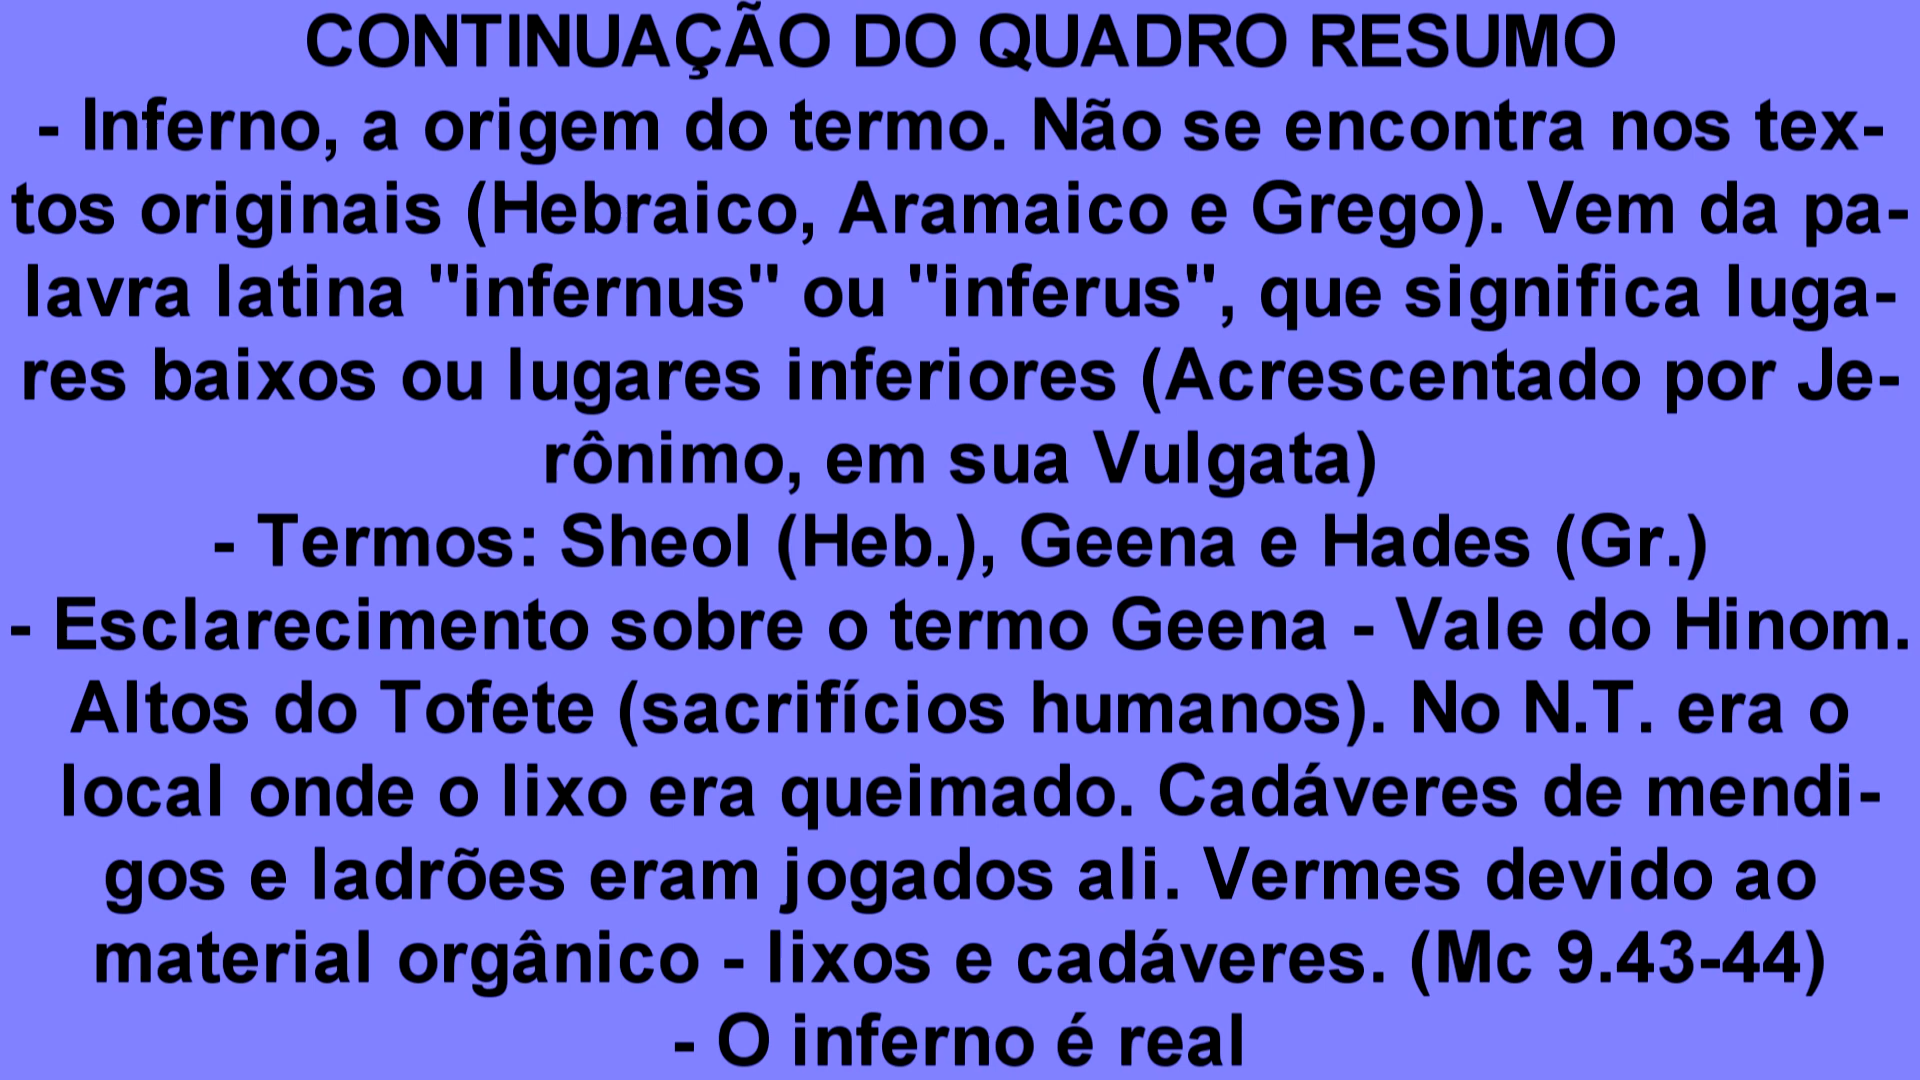 CONTINUAÇÃO DO QUADRO RESUMO
- Inferno, a origem do termo. Não se encontra nos tex-
tos originais (Hebraico, Aramaico e Grego). Vem da pa-
lavra latina "infernus" ou "inferus", que significa luga-
res baixos ou lugares inferiores (Acrescentado por Je-
rônimo, em sua Vulgata)
- Termos: Sheol (Heb.), Geena e Hades (Gr.)
- Esclarecimento sobre o termo Geena - Vale do Hinom.
Altos do Tofete (sacrifícios humanos). No N.T. era o
local onde o lixo era queimado. Cadáveres de mendi-
gos e ladrões eram jogados ali. Vermes devido ao
material orgânico - lixos e cadáveres. (Mc 9.43-44)
- O inferno é real